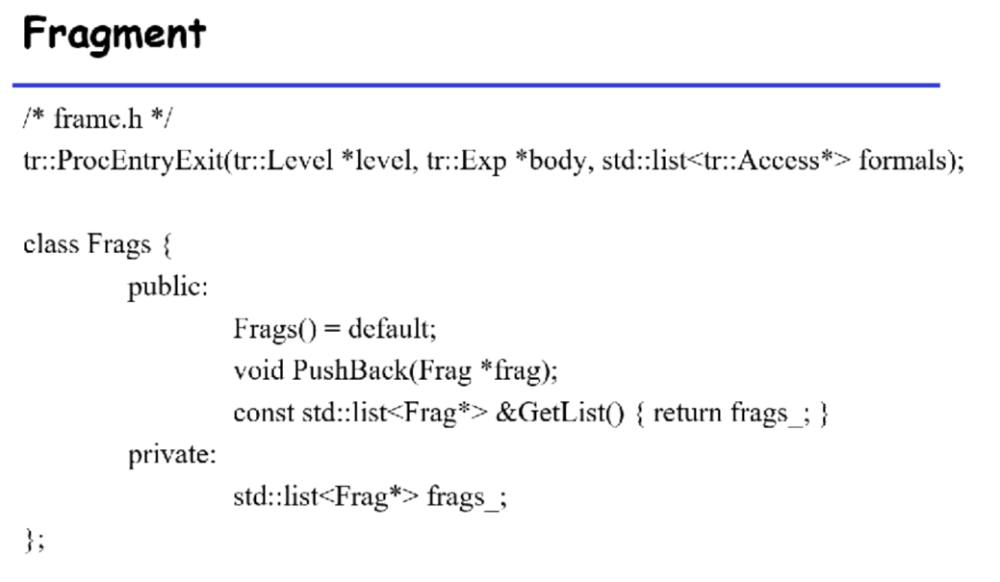 Fragment
/* frame.h */
tr::ProcEntryExit(tr::Level *level, tr::Exp *body, std::list<tr::Access*> formals);
class Frags {
public:
Frags() = default;
void PushBack(Frag *frag);
const std::list<Frag*> &GetList() { return frags_; }
private:
std::list<Frag*> frags_;
};